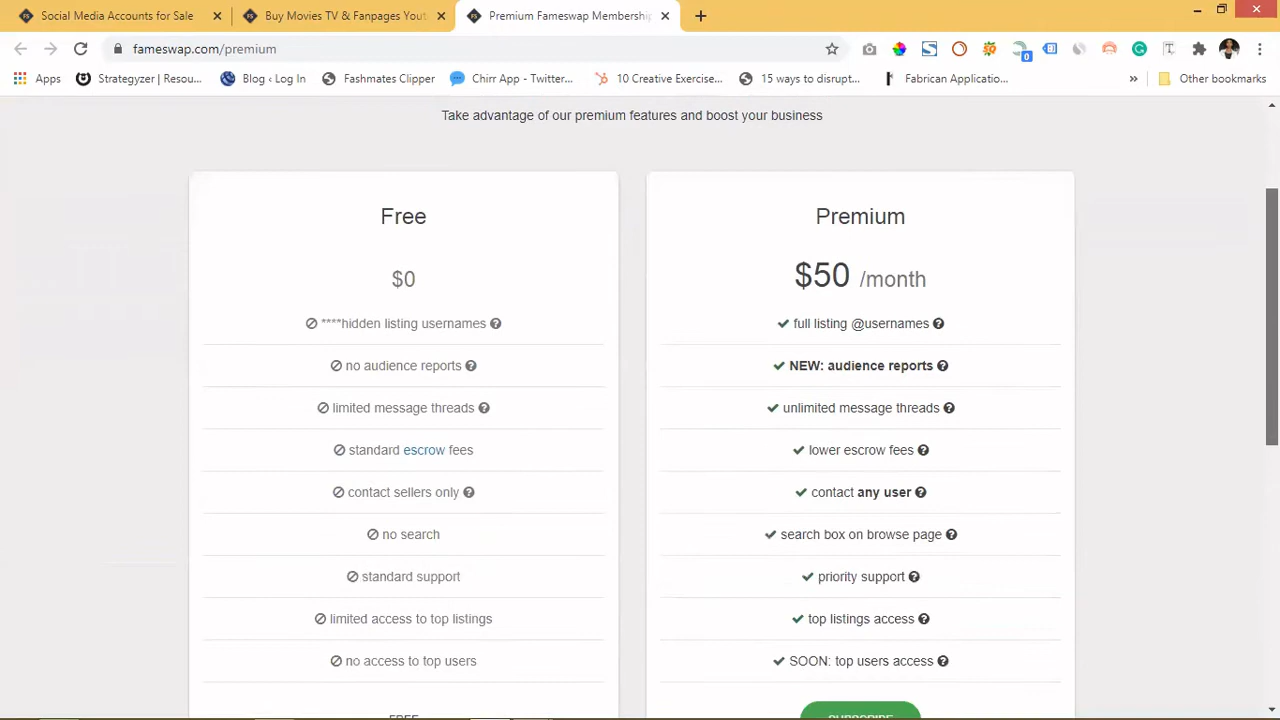 Social Media Accounts for Sale
Buy Movies TV & Fanpages Yout
Premium Fameswap Membership
fameswap.com/premium
0
Apps
Strategyzer | Resou...
Blog ‹ Log In
Fashmates Clipper
Chirr App - Twitter...
10 Creative Exercise...
15 ways to disrupt...
Fabrican Applicatio...
»
Other bookmarks
Take advantage of our premium features and boost your business
Free
$0
****hidden listing usernames
no audience reports
limited message threads
standard escrow fees
contact sellers only
no search
standard support
limited access to top listings
no access to top users
FREE
Premium
$50 /month
full listing @usernames
NEW: audience reports
unlimited message threads
lower escrow fees
contact any user
search box on browse page
priority support
top listings access
SOON: top users access
SUBSCRIBE